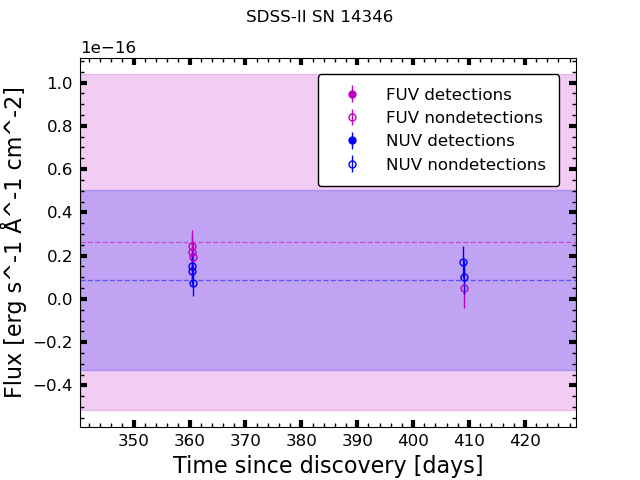 SDSS-II SN 14346
1e−16
1.0
0.8
0.6
0.4
0.2
0.0
−0.2
−0.4
Flux [erg s^-1 Å^-1 cm^-2]
FUV detections
FUV nondetections
NUV detections
NUV nondetections
350 360 370 380 390 400 410 420
Time since discovery [days]